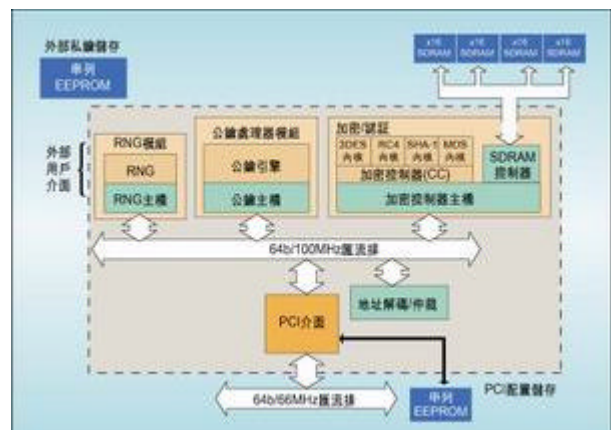 外部私鑰儲存
串列
EEPROM
x16
SDRAM
x16
SDRAM
x16
SDRAM
x16
SDRAM
外部
用戶
介面
RNG模組
RNG
RNG主機
公鑰處理器模組
公鑰引擎
公鑰主機
加密/認証
3DES
內核
RC4
內核
SHA-1
內核
MD5
內核
加密控制器(CC)
加密控制器主機
SDRAM
控制器
64b/100MHz匯流排
PCI介面
地址解碼/仲裁
64b/66MHz匯流排
串列
EEPROM
PCI配置儲存